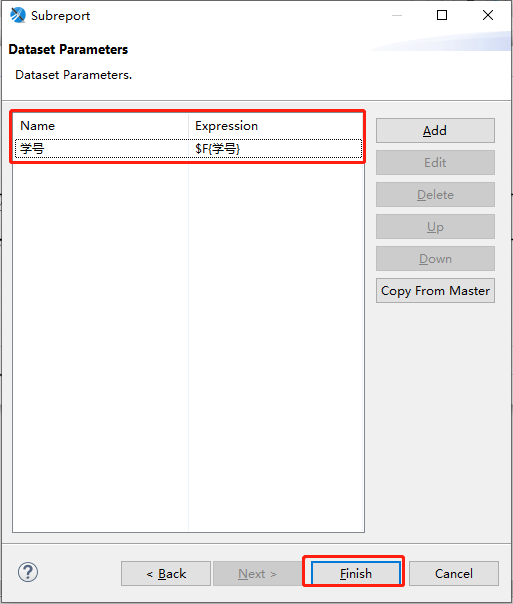 Subreport
Dataset Parameters
Dataset Parameters.
Name Expression
学号 $F{学号}
Add
Edit
Delete
Up
Down
Copy From Master
? < Back Next > Finish Cancel